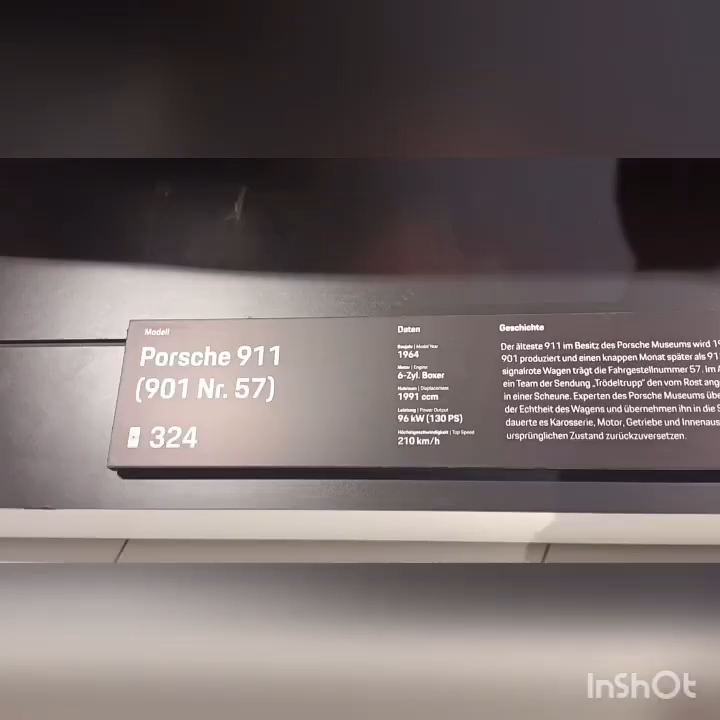 Modell
Porsche 911
(901 Nr. 57)
324
Daten
Baujahr | Model Year
1964
Motor | Engine
6-Zyl. Boxer
Hubraum | Displacement
1991 ccm
Leistung | Power Output
96 kW (130 PS)
Höchstgeschwindigkeit | Top Speed
210 km/h
Geschichte
Der älteste 911 im Besitz des Porsche Museums wird
901 produziert und einen knappen Monat später als
signalrote Wagen trägt die Fahrgestellnummer 57. Im
ein Team der Sendung „Trödeltrupp“ den vom Rost
in einer Scheune. Experten des Porsche Museums
der Echtheit des Wagens und übernehmen ihn in die
dauerte es Karosserie, Motor, Getriebe und
ursprünglichen Zustand zurückzuversetzen.
InShOt